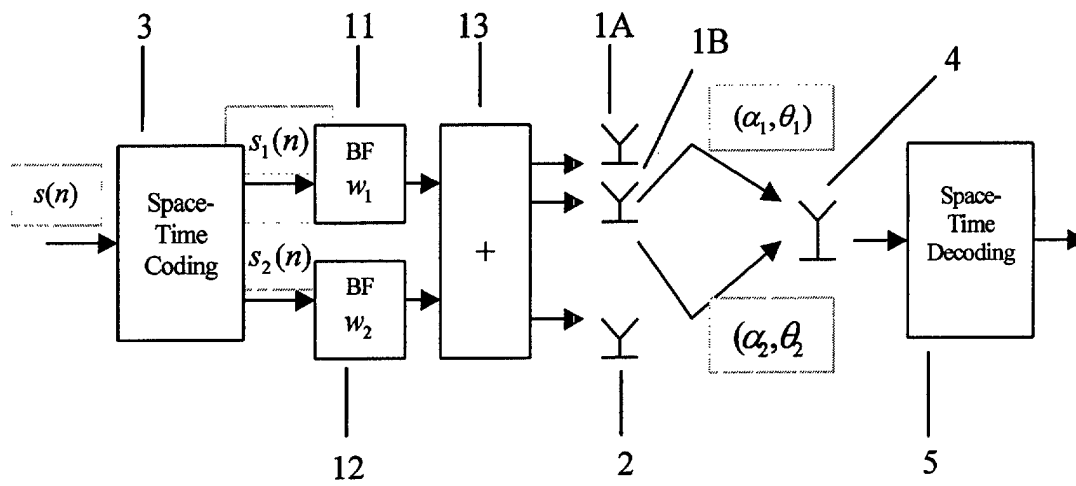 3
11
13
1A
1B
4
s(n)
Space-
Time
Coding
s₁(n)
s₂(n)
BF
w₁
BF
w₂
+
(α₁,θ₁)
(α₂,θ₂
Space-
Time
Decoding
12
2
5